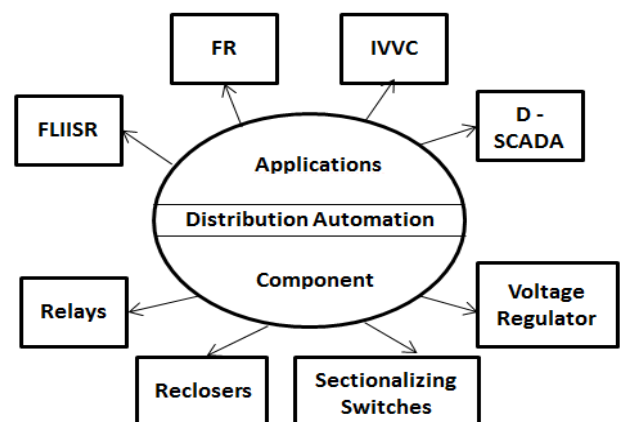 FR
IVVC
FLIISR
D -
SCADA
Applications
Distribution Automation
Component
Relays
Voltage
Regulator
Reclosers
Sectionalizing
Switches